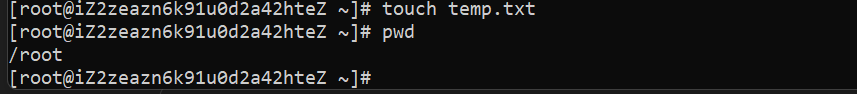 [root@iZ2zeazn6k91u0d2a42hteZ ~]# touch temp.txt
[root@iZ2zeazn6k91u0d2a42hteZ ~]# pwd
/root
[root@iZ2zeazn6k91u0d2a42hteZ ~]#